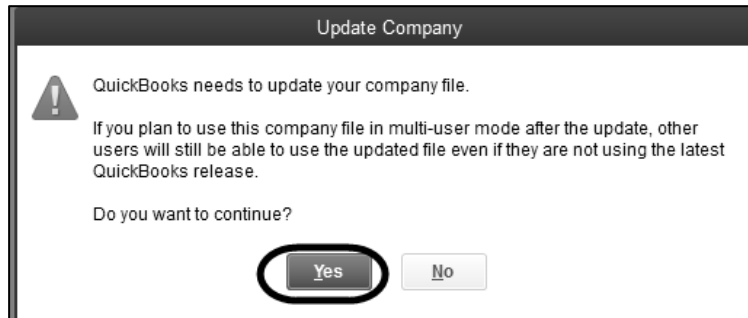 Update Company
QuickBooks needs to update your company file.
If you plan to use this company file in multi-user mode after the update, other
users will still be able to use the updated file even if they are not using the latest
QuickBooks release.
Do you want to continue?
Yes No